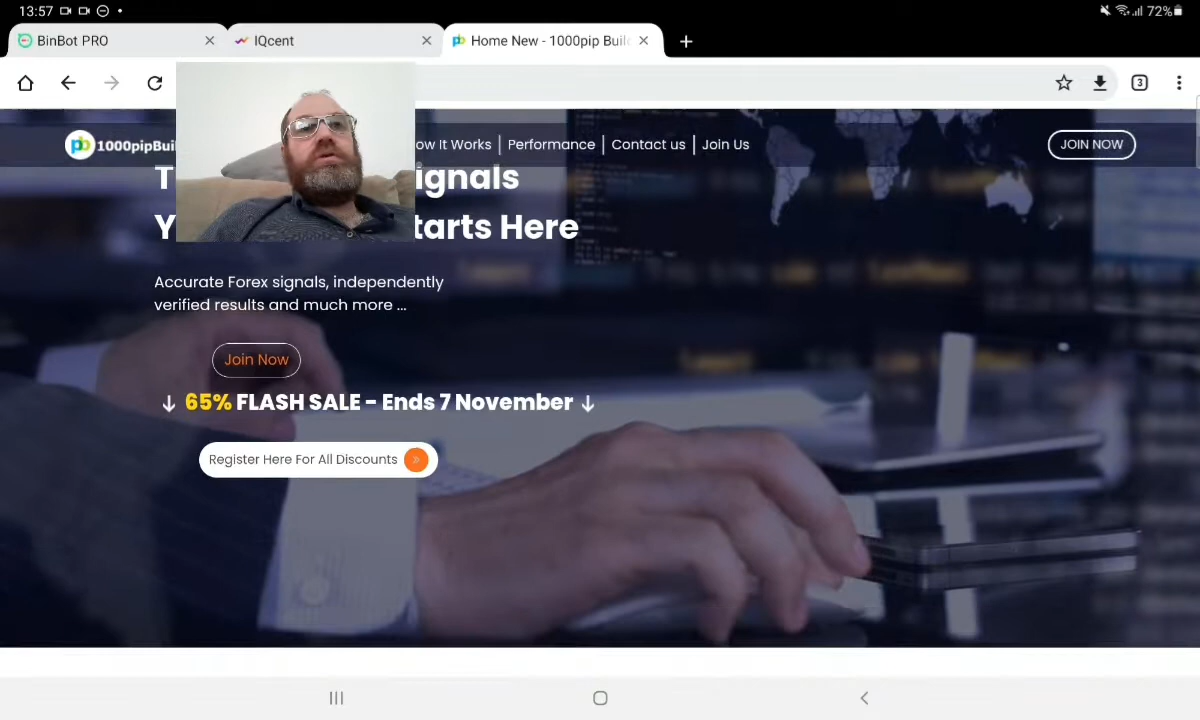 13:57
72%
BinBot PRO
IQcent
Home New - 1000pip Build
3
1000pipBuil
ow It Works
Performance
Contact us
Join Us
JOIN NOW
T ignals
Y tarts Here
Accurate Forex signals, independently
verified results and much more ...
Join Now
↓ 65% FLASH SALE - Ends 7 November ↓
Register Here For All Discounts